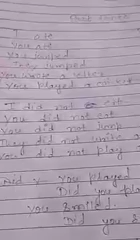 I ate
You ate
You jumped
They jumped
You wrote a letter
You played a cricket
I did not eat
You did not eat
You did not jump
They did not write a
You did not play
Did you played
Did you pla
You smiled.
Did you s